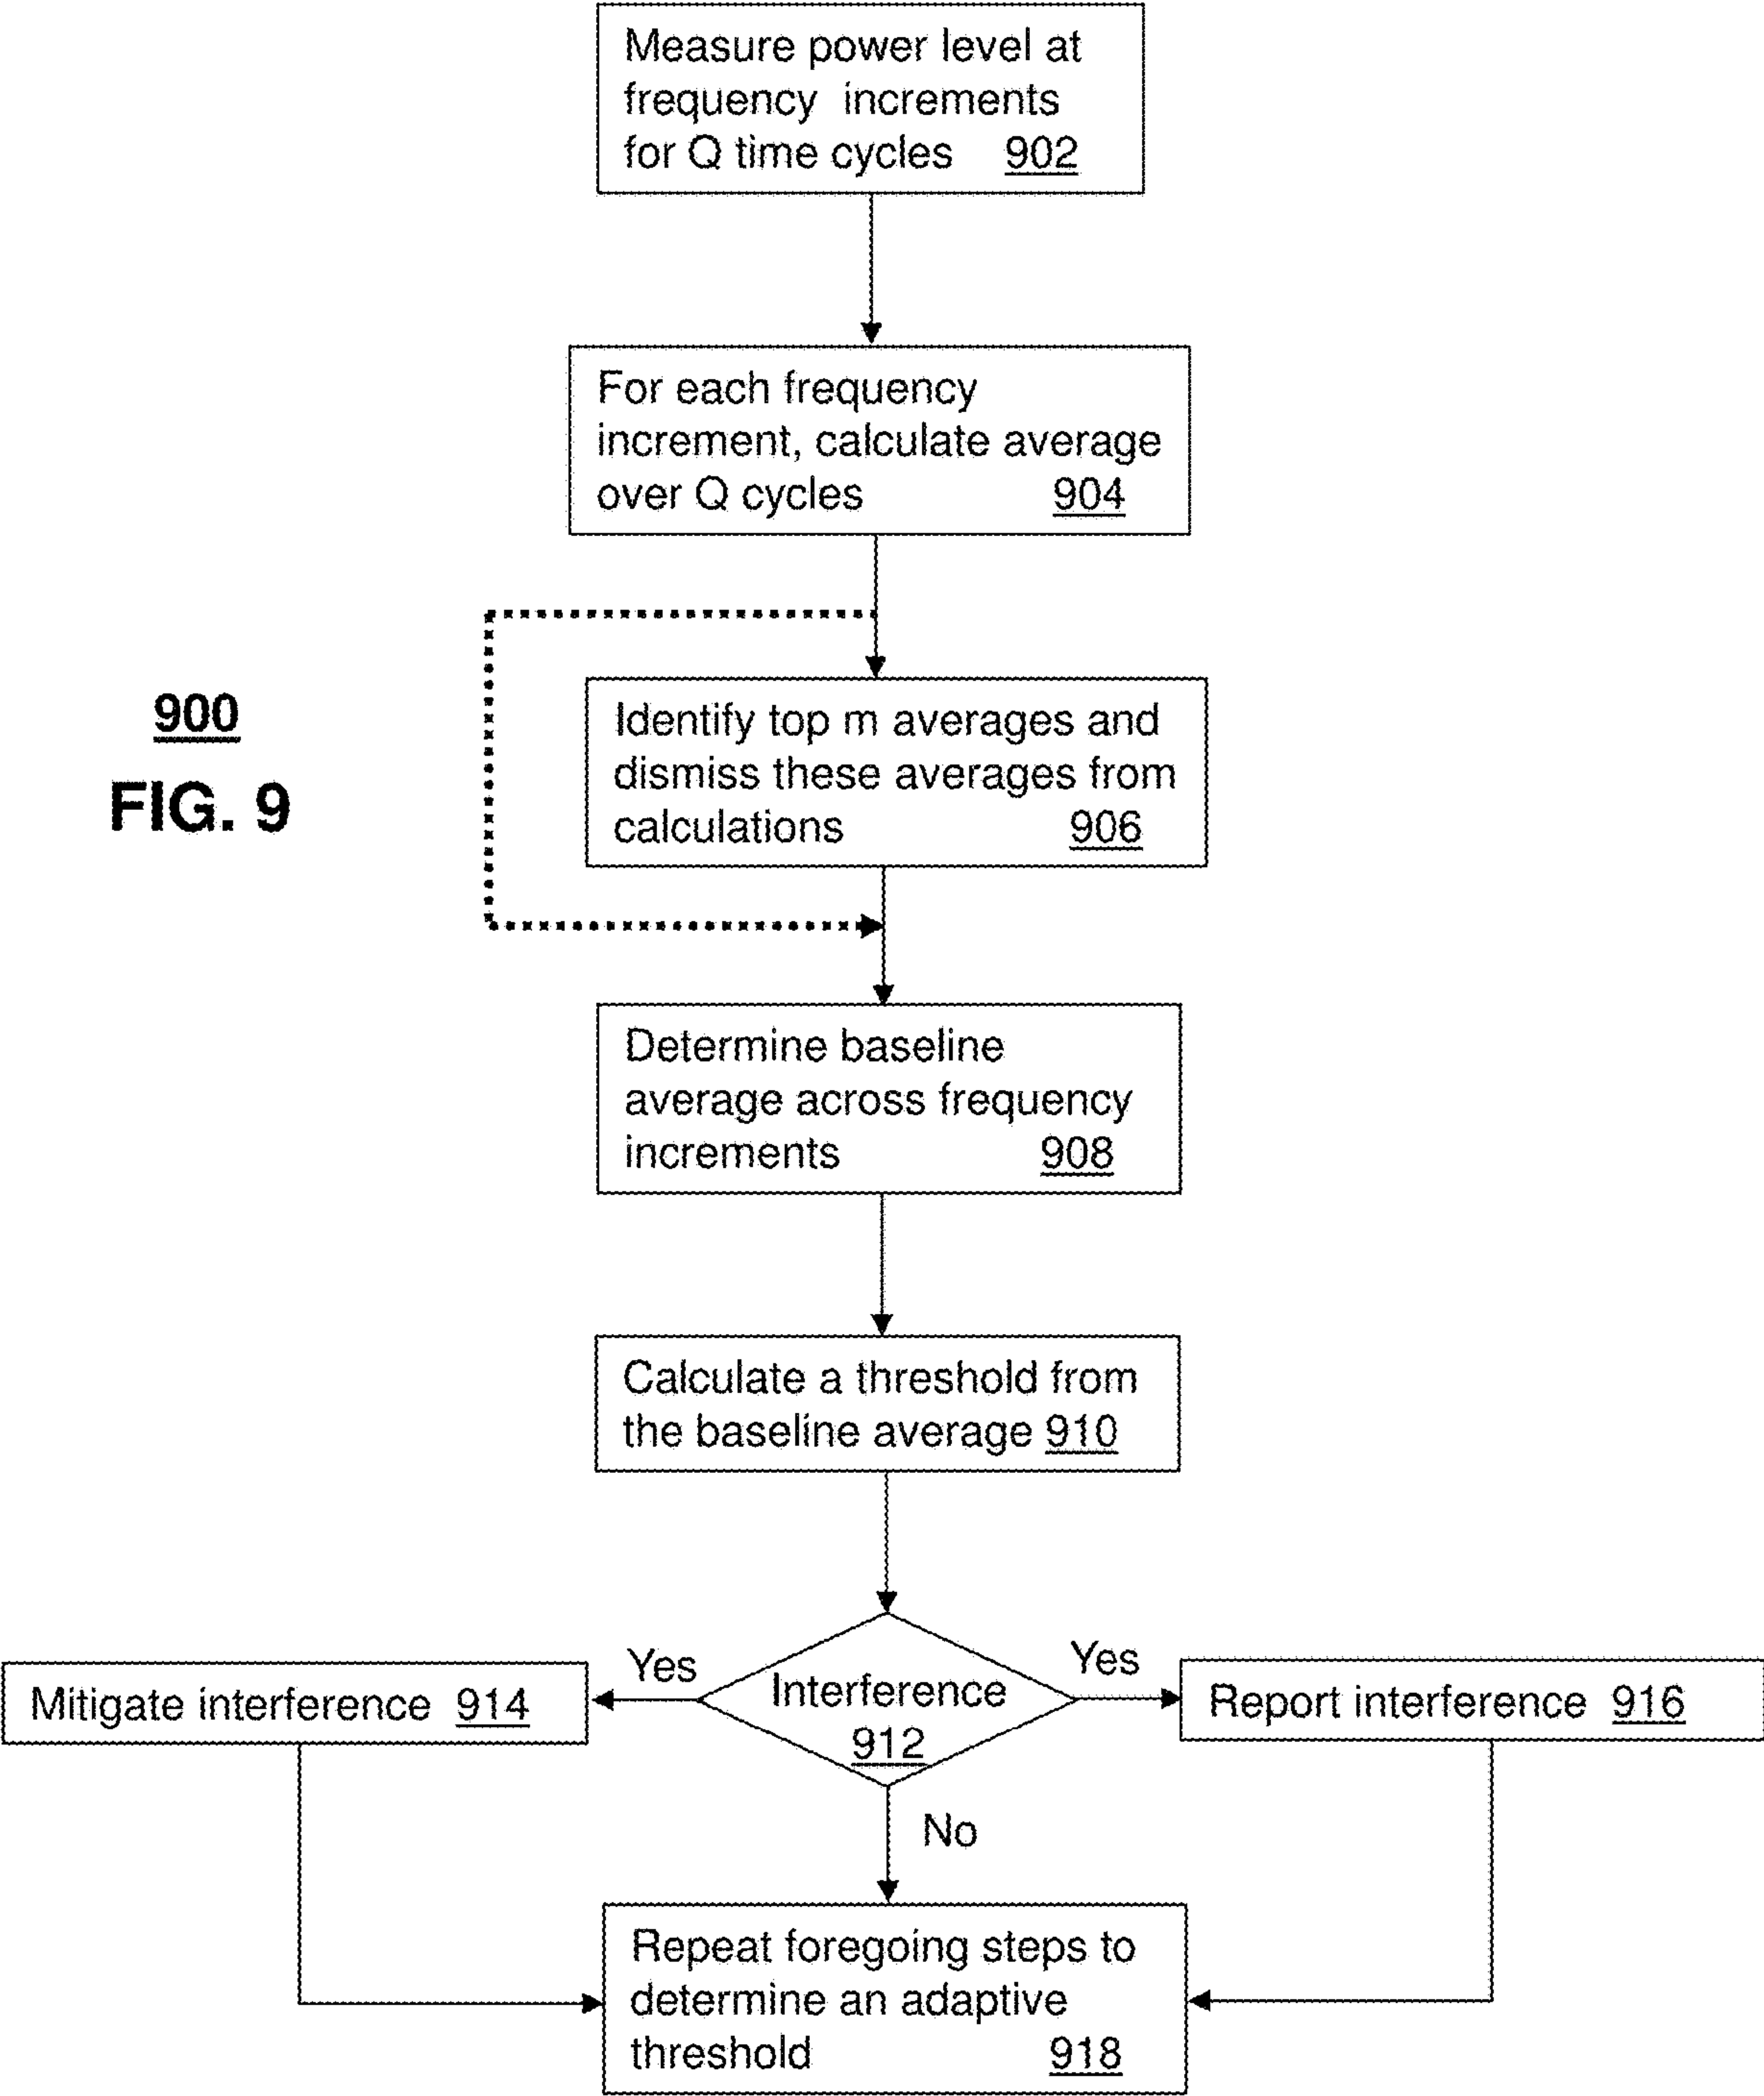 Measure power level at
frequency increments
for Q time cycles 902
For each frequency
increment, calculate average
over Q cycles 904
900
FIG. 9
Identify top m averages and
dismiss these averages from
calculations 906
Determine baseline
average across frequency
increments 908
Calculate a threshold from
the baseline average 910
Yes
Yes
Mitigate interference 914
Interference
912
Report interference 916
No
Repeat foregoing steps to
determine an adaptive
threshold 918